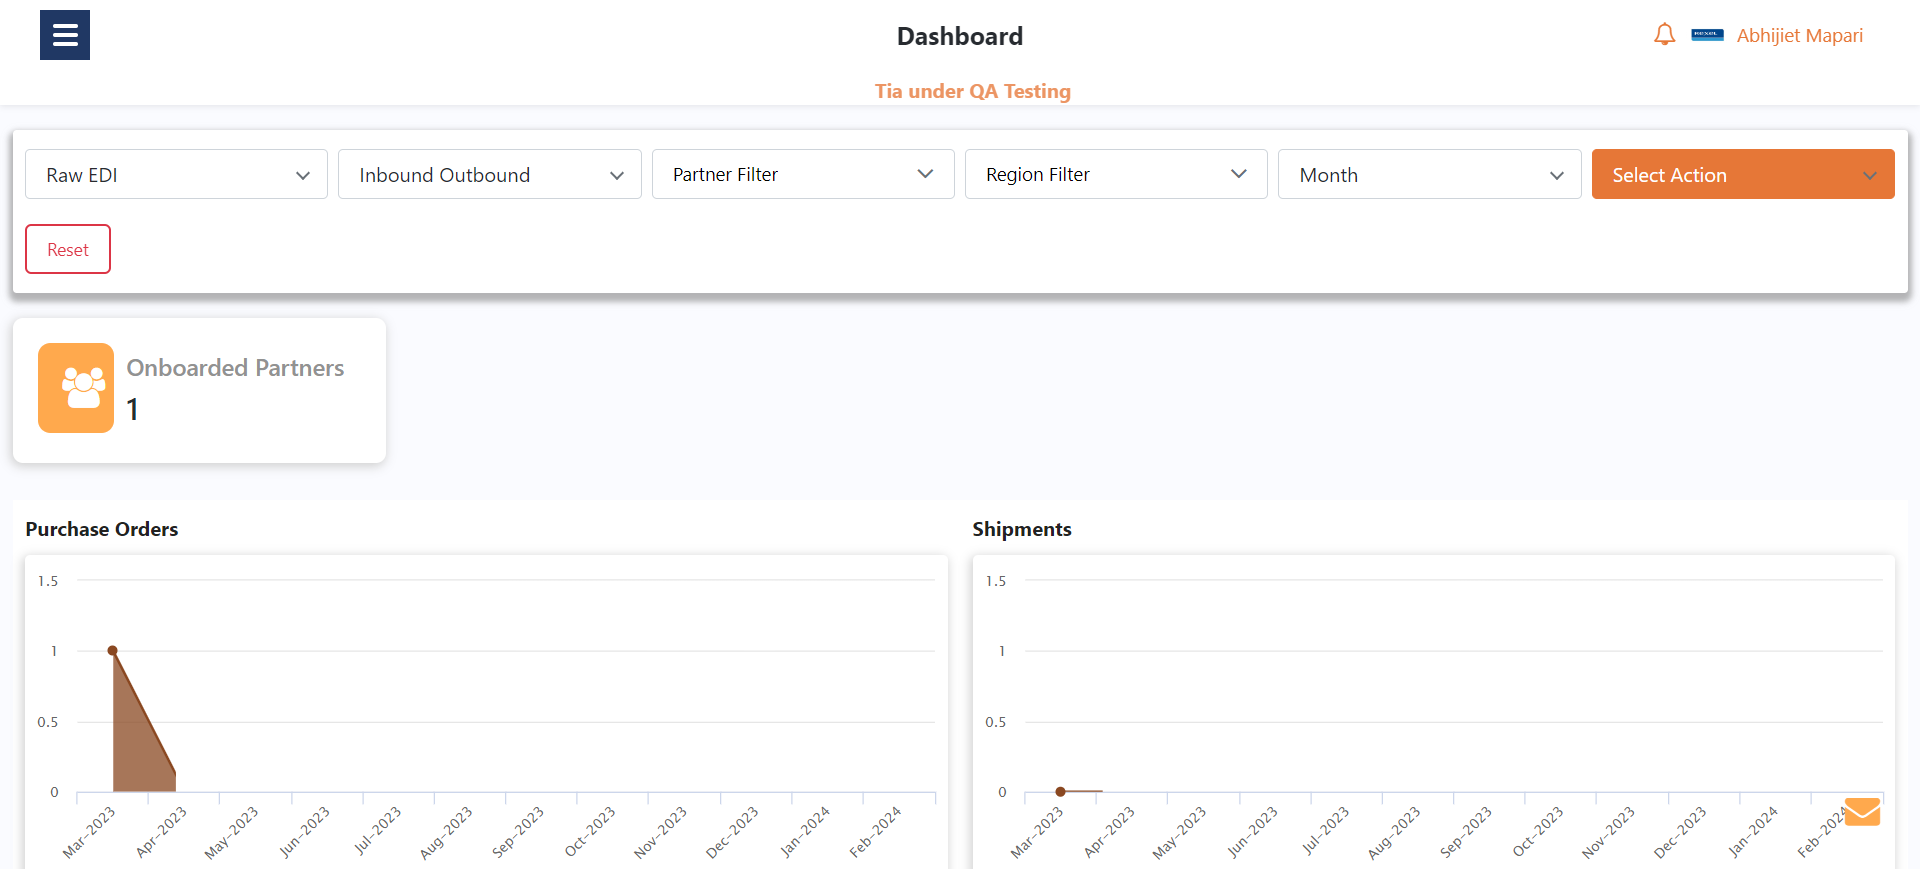 Dashboard
Abhijiet Mapari
Tia under QA Testing
Raw EDI
Inbound Outbound
Partner Filter
Region Filter
Month
Select Action
Reset
Onboarded Partners
1
Purchase Orders
1.5
1
0.5
0
Mar-2023
Apr-2023
May-2023
Jun-2023
Jul-2023
Aug-2023
Sep-2023
Oct-2023
Nov-2023
Dec-2023
Jan-2024
Feb-2024
Shipments
1.5
1
0.5
0
Mar-2023
Apr-2023
May-2023
Jun-2023
Jul-2023
Aug-2023
Sep-2023
Oct-2023
Nov-2023
Dec-2023
Jan-2024
Feb-2024